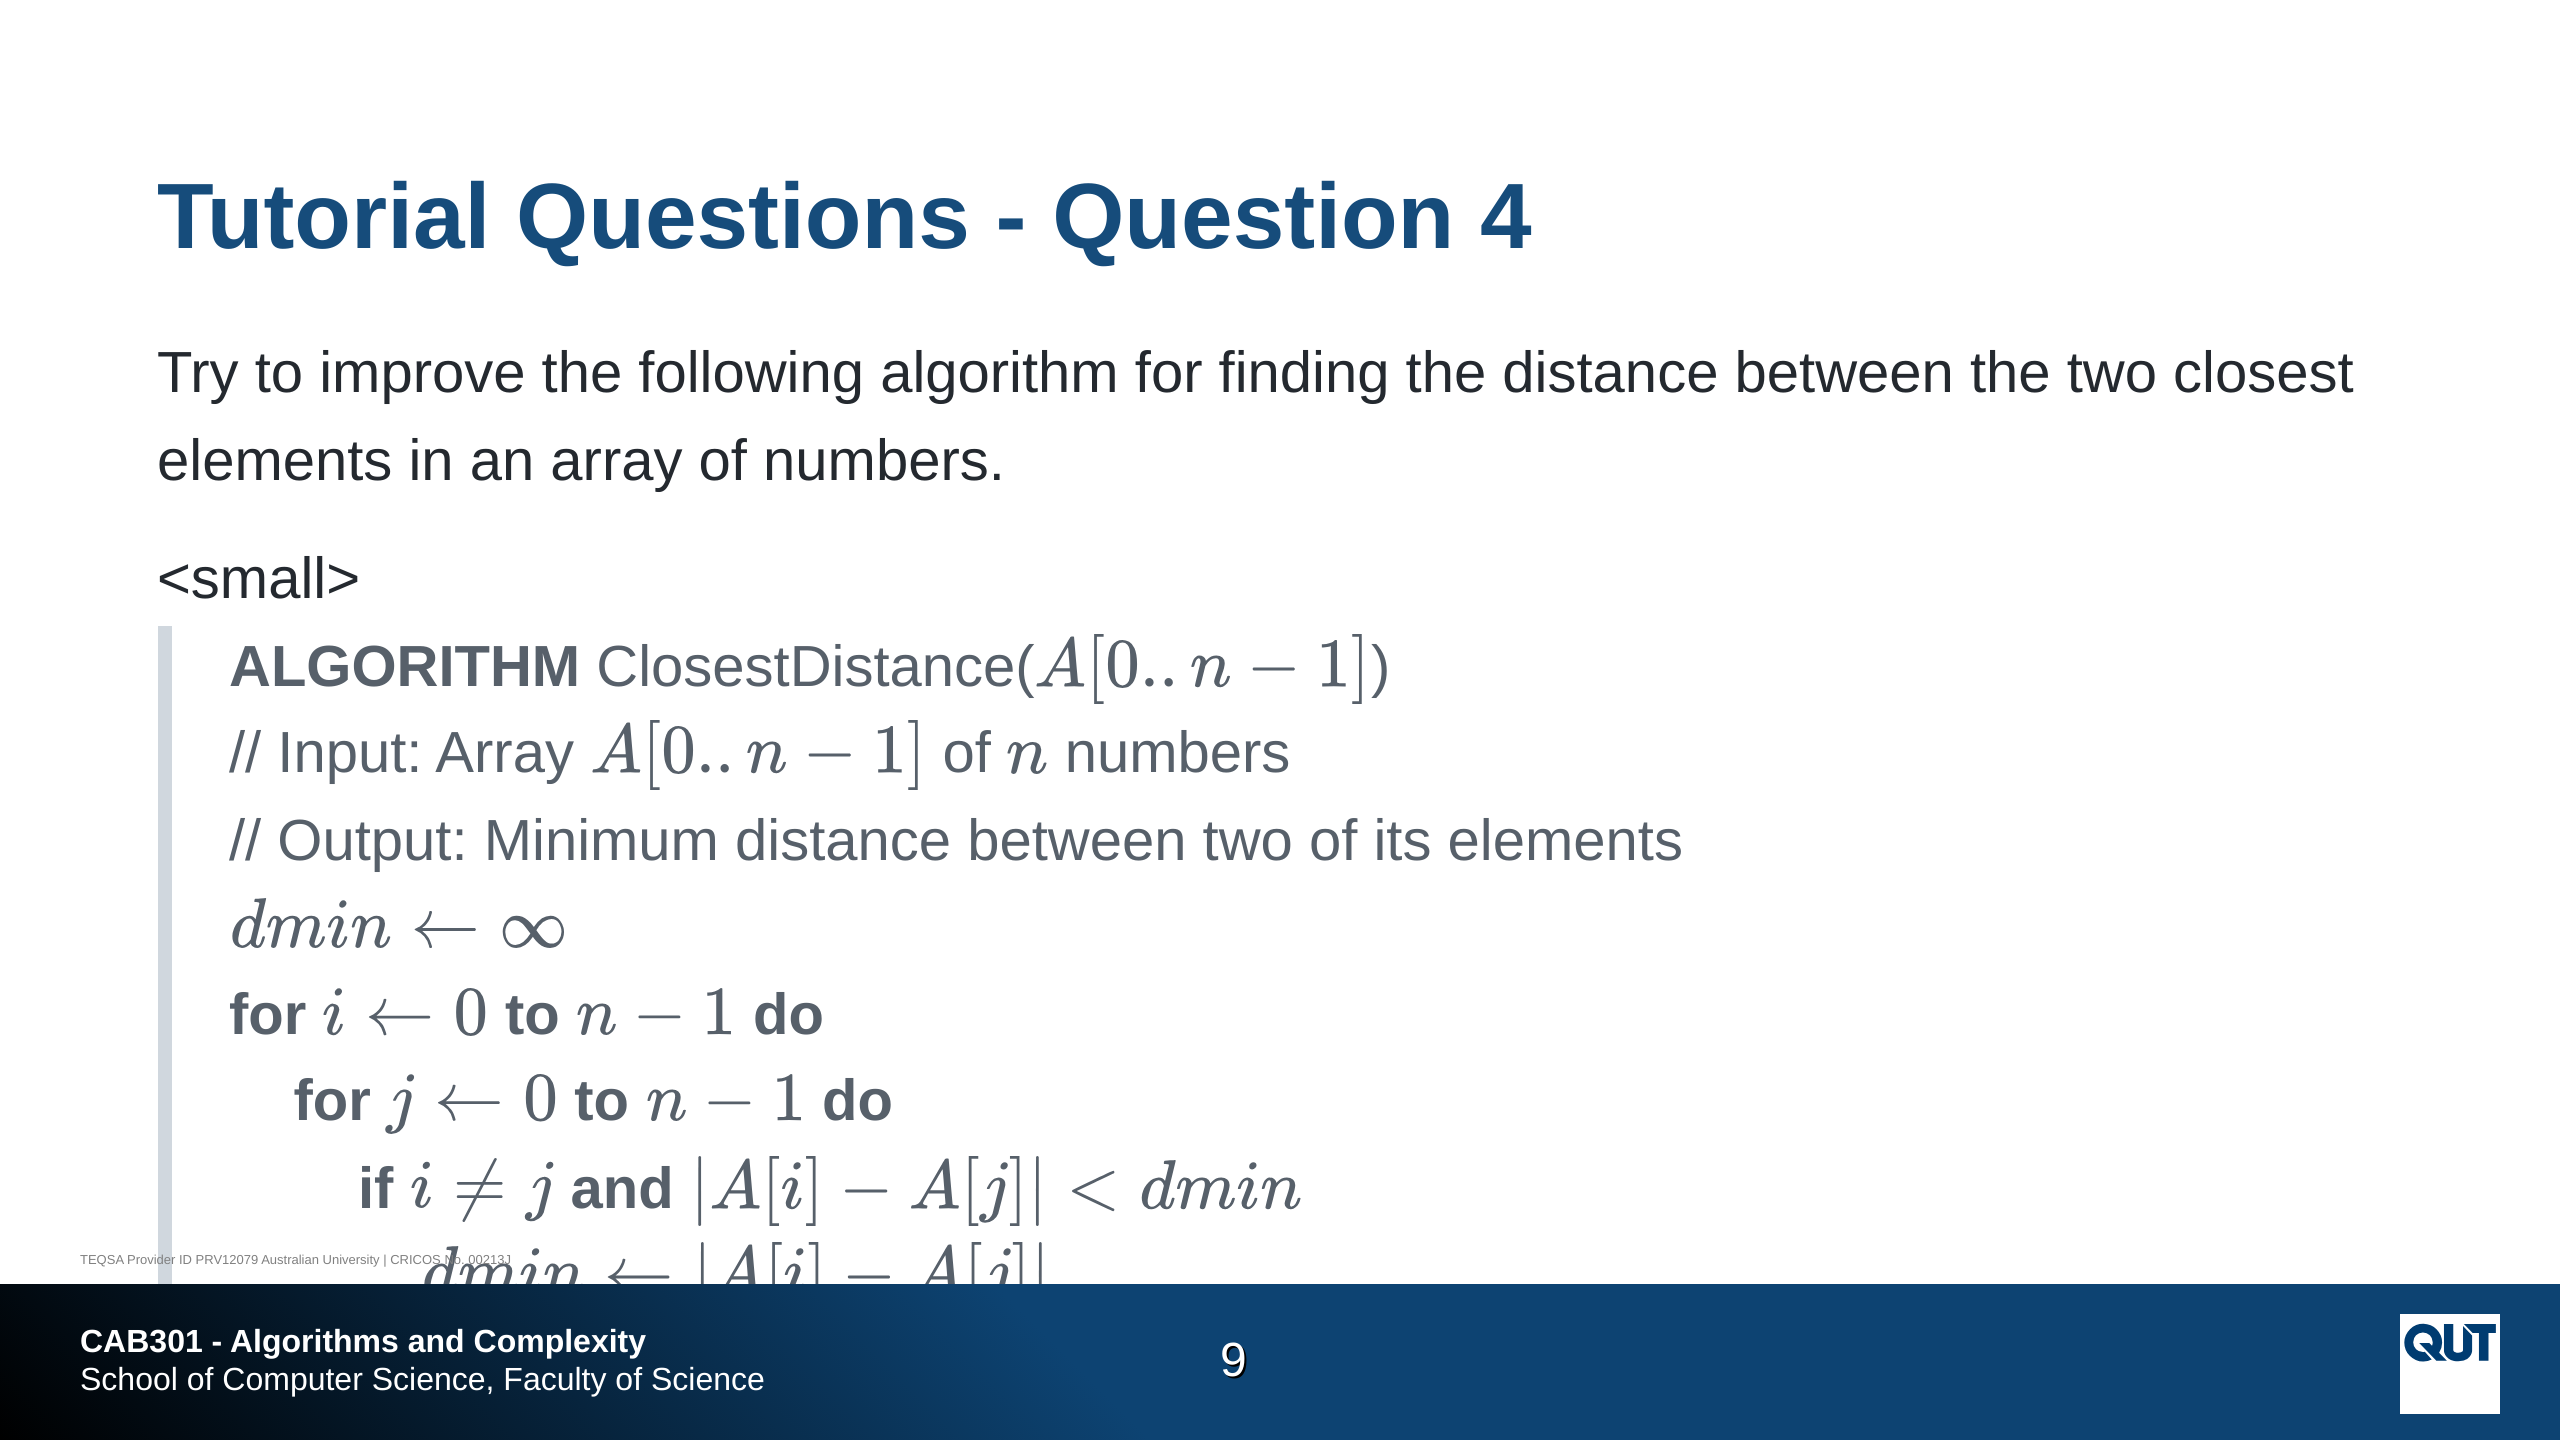 Tutorial Questions - Question 4
Try to improve the following algorithm for finding the distance between the two closest
elements in an array of numbers.
<small>
ALGORITHM ClosestDistance(A[0..n − 1])
// Input: Array A[0..n − 1] of n numbers
// Output: Minimum distance between two of its elements
dmin ← ∞
for i ← 0 to n − 1 do
for j ← 0 to n − 1 do
if i ≠ j and |A[i] − A[j]| < dmin
dmin ← |A[i] − A[j]|
TEQSA Provider ID PRV12079 Australian University | CRICOS No. 00213J
CAB301 - Algorithms and Complexity
School of Computer Science, Faculty of Science
9
QUT